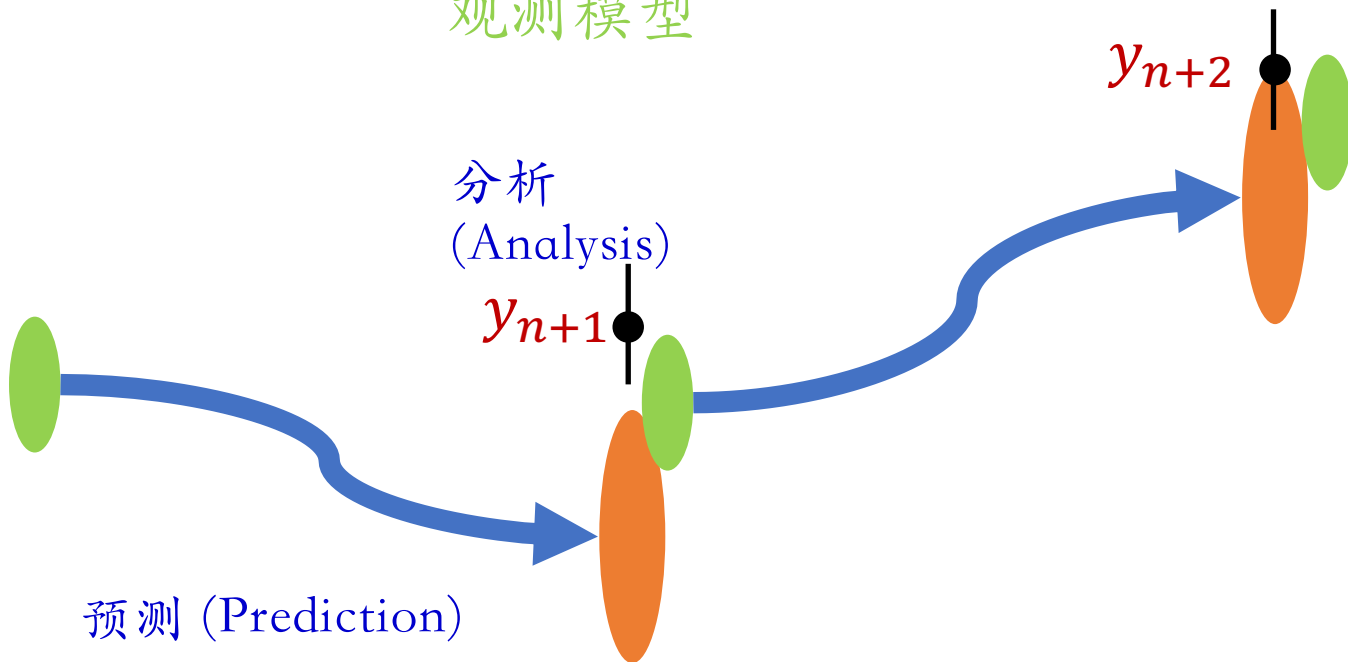 观测模型
y_{n+2}
分析
(Analysis)
y_{n+1}
预测 (Prediction)